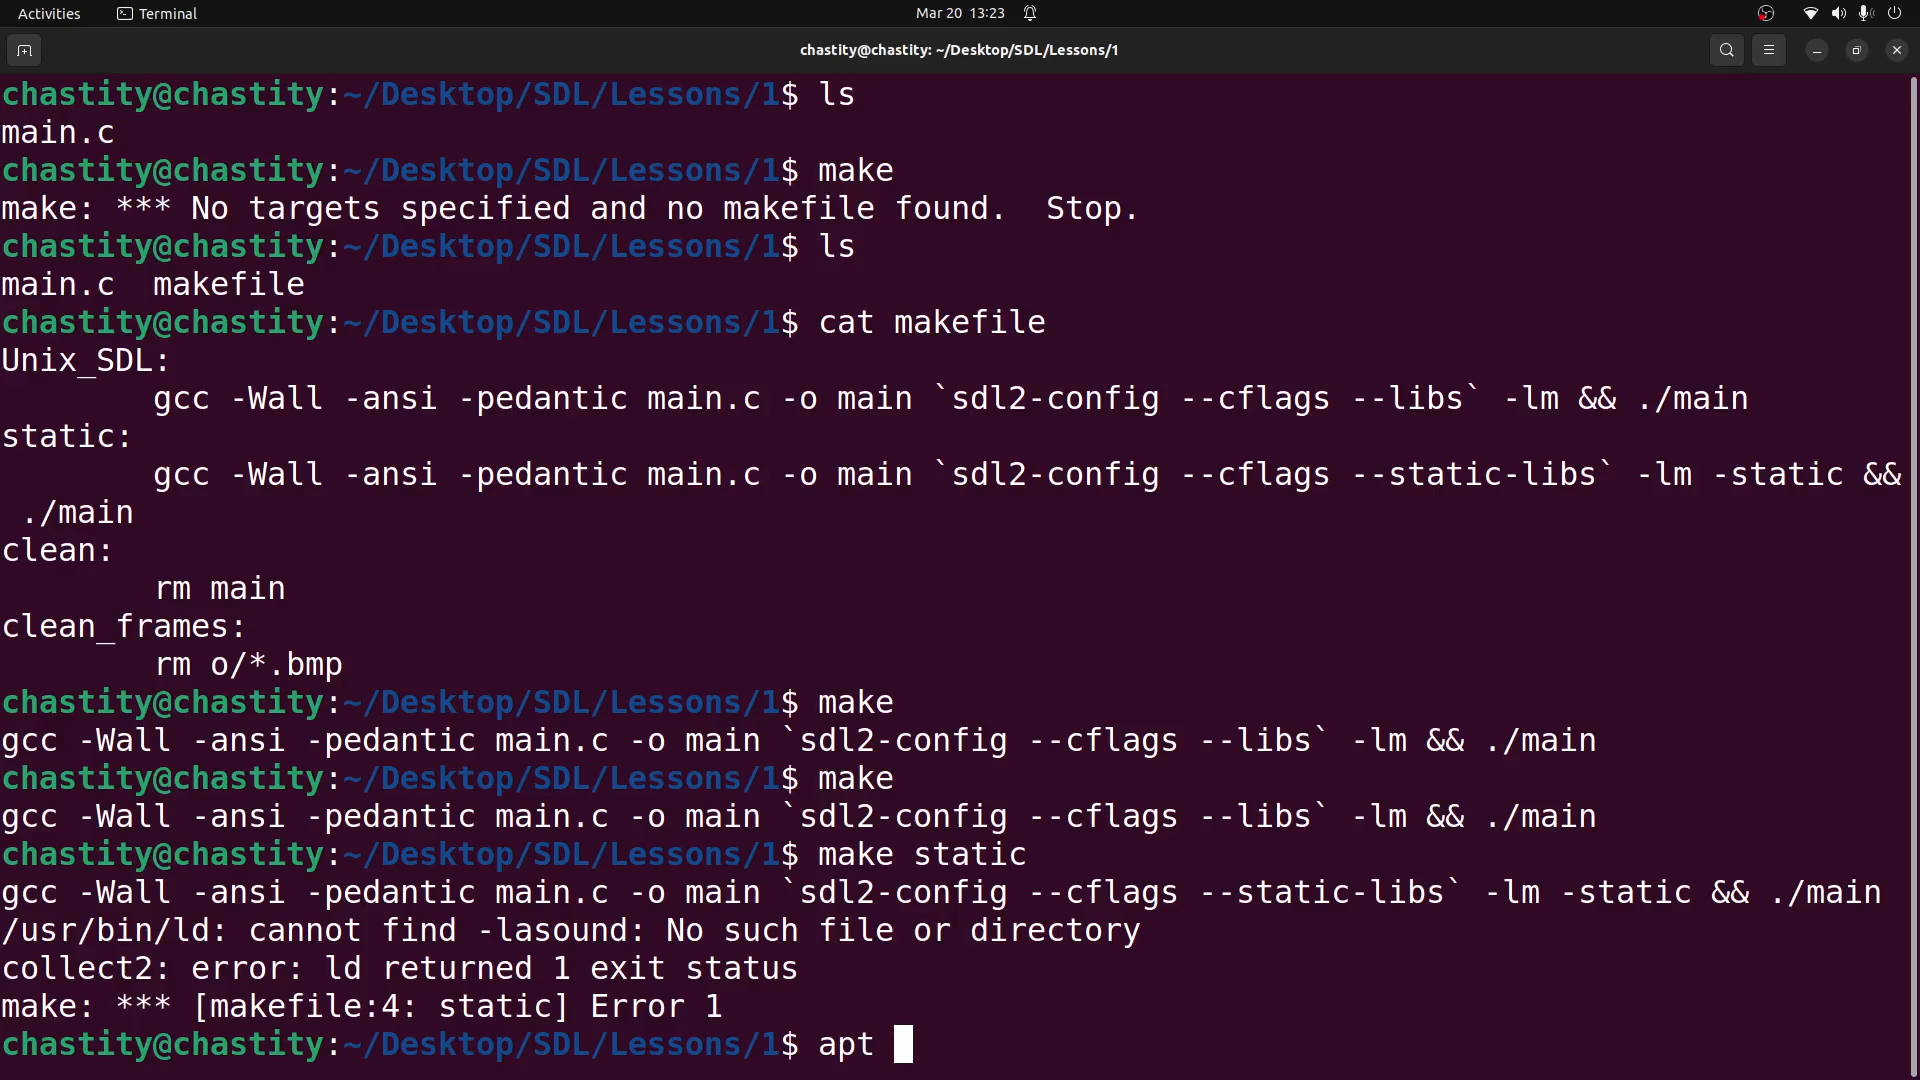 Activities Terminal Mar 20 13:23
chastity@chastity: ~/Desktop/SDL/Lessons/1
chastity@chastity:~/Desktop/SDL/Lessons/1$ ls
main.c
chastity@chastity:~/Desktop/SDL/Lessons/1$ make
make: *** No targets specified and no makefile found.  Stop.
chastity@chastity:~/Desktop/SDL/Lessons/1$ ls
main.c  makefile
chastity@chastity:~/Desktop/SDL/Lessons/1$ cat makefile
Unix_SDL:
        gcc -Wall -ansi -pedantic main.c -o main `sdl2-config --cflags --libs` -lm && ./main
static:
        gcc -Wall -ansi -pedantic main.c -o main `sdl2-config --cflags --static-libs` -lm -static &&
 ./main
clean:
        rm main
clean_frames:
        rm o/*.bmp
chastity@chastity:~/Desktop/SDL/Lessons/1$ make
gcc -Wall -ansi -pedantic main.c -o main `sdl2-config --cflags --libs` -lm && ./main
chastity@chastity:~/Desktop/SDL/Lessons/1$ make
gcc -Wall -ansi -pedantic main.c -o main `sdl2-config --cflags --libs` -lm && ./main
chastity@chastity:~/Desktop/SDL/Lessons/1$ make static
gcc -Wall -ansi -pedantic main.c -o main `sdl2-config --cflags --static-libs` -lm -static && ./main
/usr/bin/ld: cannot find -lasound: No such file or directory
collect2: error: ld returned 1 exit status
make: *** [makefile:4: static] Error 1
chastity@chastity:~/Desktop/SDL/Lessons/1$ apt